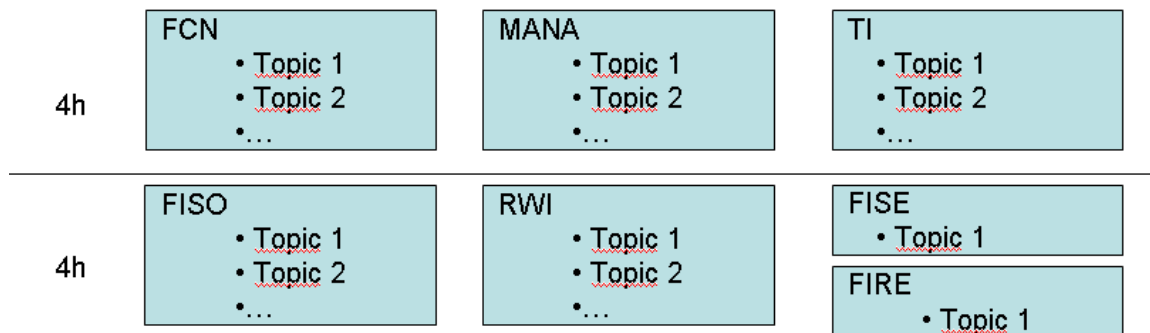 FCN
• Topic 1
• Topic 2
•...
MANA
• Topic 1
• Topic 2
•...
TI
• Topic 1
• Topic 2
•...
4h
FISO
• Topic 1
• Topic 2
•...
RWI
• Topic 1
• Topic 2
•...
FISE
• Topic 1
FIRE
• Topic 1
4h